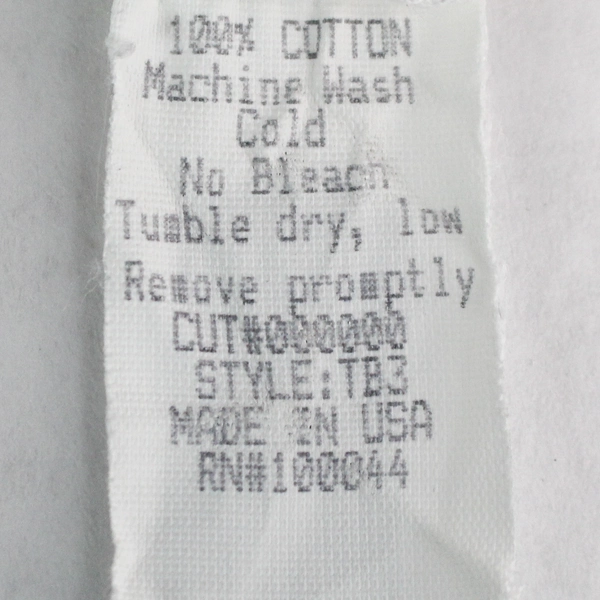 100% COTTON
Machine Wash
Cold
No Bleach
Tumble dry, low
Remove promptly
CUT#000000
STYLE:TB3
MADE IN USA
RN#100044